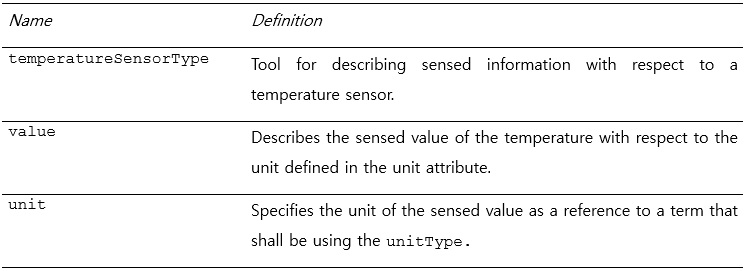 Name Definition
temperatureSensorType Tool for describing sensed information with respect to a
temperature sensor.
value Describes the sensed value of the temperature with respect to the
unit defined in the unit attribute.
unit Specifies the unit of the sensed value as a reference to a term that
shall be using the unitType.